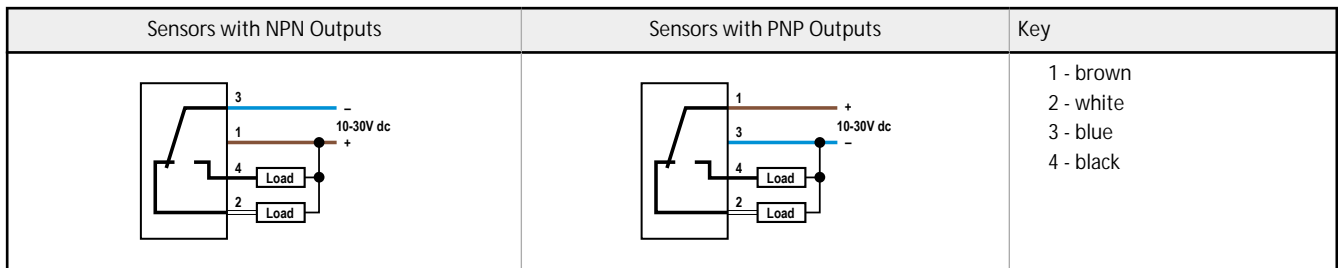 Sensors with NPN Outputs
Sensors with PNP Outputs
Key
3
–
10-30V dc
1
+
4
Load
2
Load
1
+
10-30V dc
3
–
4
Load
2
Load
1 - brown
2 - white
3 - blue
4 - black